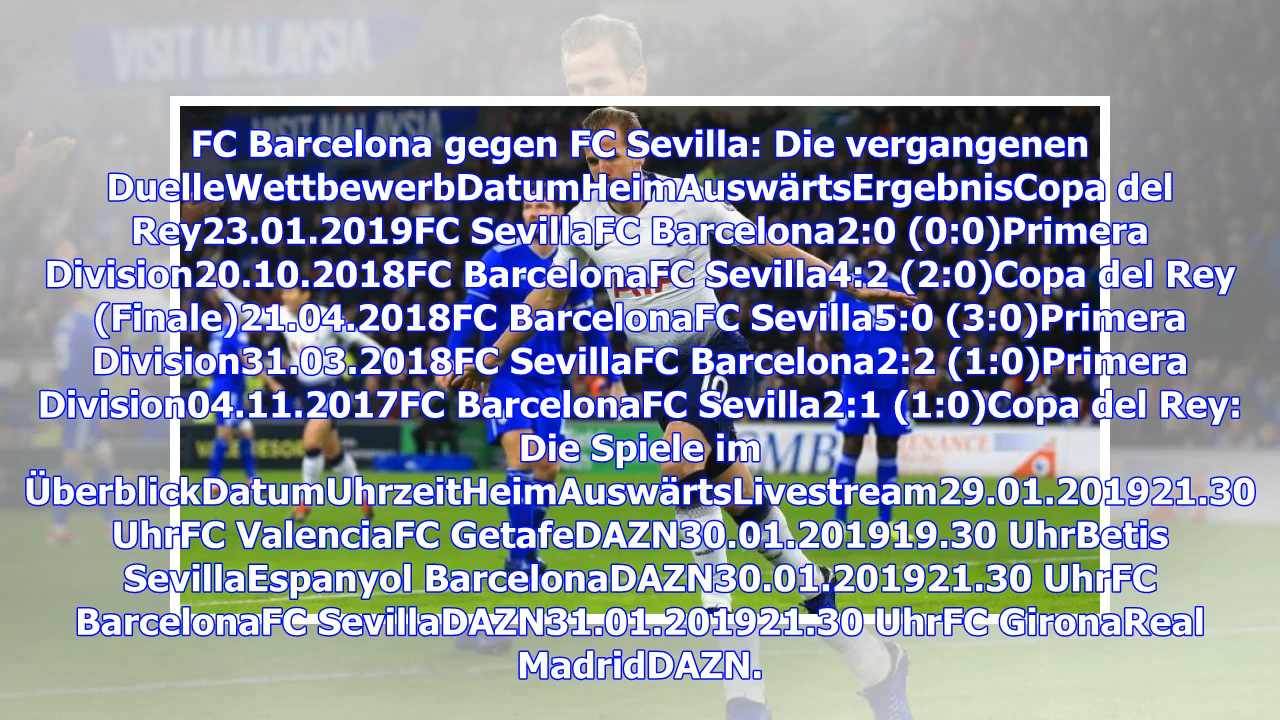 VISIT MALAYSIA
FC Barcelona gegen FC Sevilla: Die vergangenen
DuelleWettbewerbDatumHeimAuswärtsErgebnisCopa del
Rey23.01.2019FC SevillaFC Barcelona2:0 (0:0)Primera
Division20.10.2018FC BarcelonaFC Sevilla4:2 (2:0)Copa del Rey
(Finale)21.04.2018FC BarcelonaFC Sevilla5:0 (3:0)Primera
Division31.03.2018FC SevillaFC Barcelona2:2 (1:0)Primera
Division04.11.2017FC BarcelonaFC Sevilla2:1 (1:0)Copa del Rey:
Die Spiele im
ÜberblickDatumUhrzeitHeimAuswärtsLivestream29.01.201921.30
UhrFC ValenciaFC GetafeDAZN30.01.201919.30 UhrBetis
SevillaEspanyol BarcelonaDAZN30.01.201921.30 UhrFC
BarcelonaFC SevillaDAZN31.01.201921.30 UhrFC GironaReal
MadridDAZN.
10